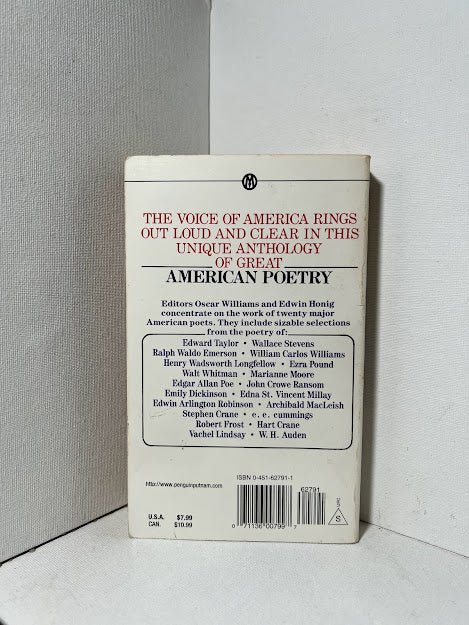 M
THE VOICE OF AMERICA RINGS
OUT LOUD AND CLEAR IN THIS
UNIQUE ANTHOLOGY
OF GREAT
AMERICAN POETRY
Editors Oscar Williams and Edwin Honig
concentrate on the work of twenty major
American poets. They include sizable selections
from the poetry of:
Edward Taylor • Wallace Stevens
Ralph Waldo Emerson • William Carlos Williams
Henry Wadsworth Longfellow • Ezra Pound
Walt Whitman • Marianne Moore
Edgar Allan Poe • John Crowe Ransom
Emily Dickinson • Edna St. Vincent Millay
Edwin Arlington Robinson • Archibald MacLeish
Stephen Crane • e. e. cummings
Robert Frost • Hart Crane
Vachel Lindsay • W. H. Auden
ISBN 0-451-62791-1
http://www.penguinputnam.com
62791
U.S.A. $7.99
CAN. $10.99
0 71136 00799 7
UPC
S